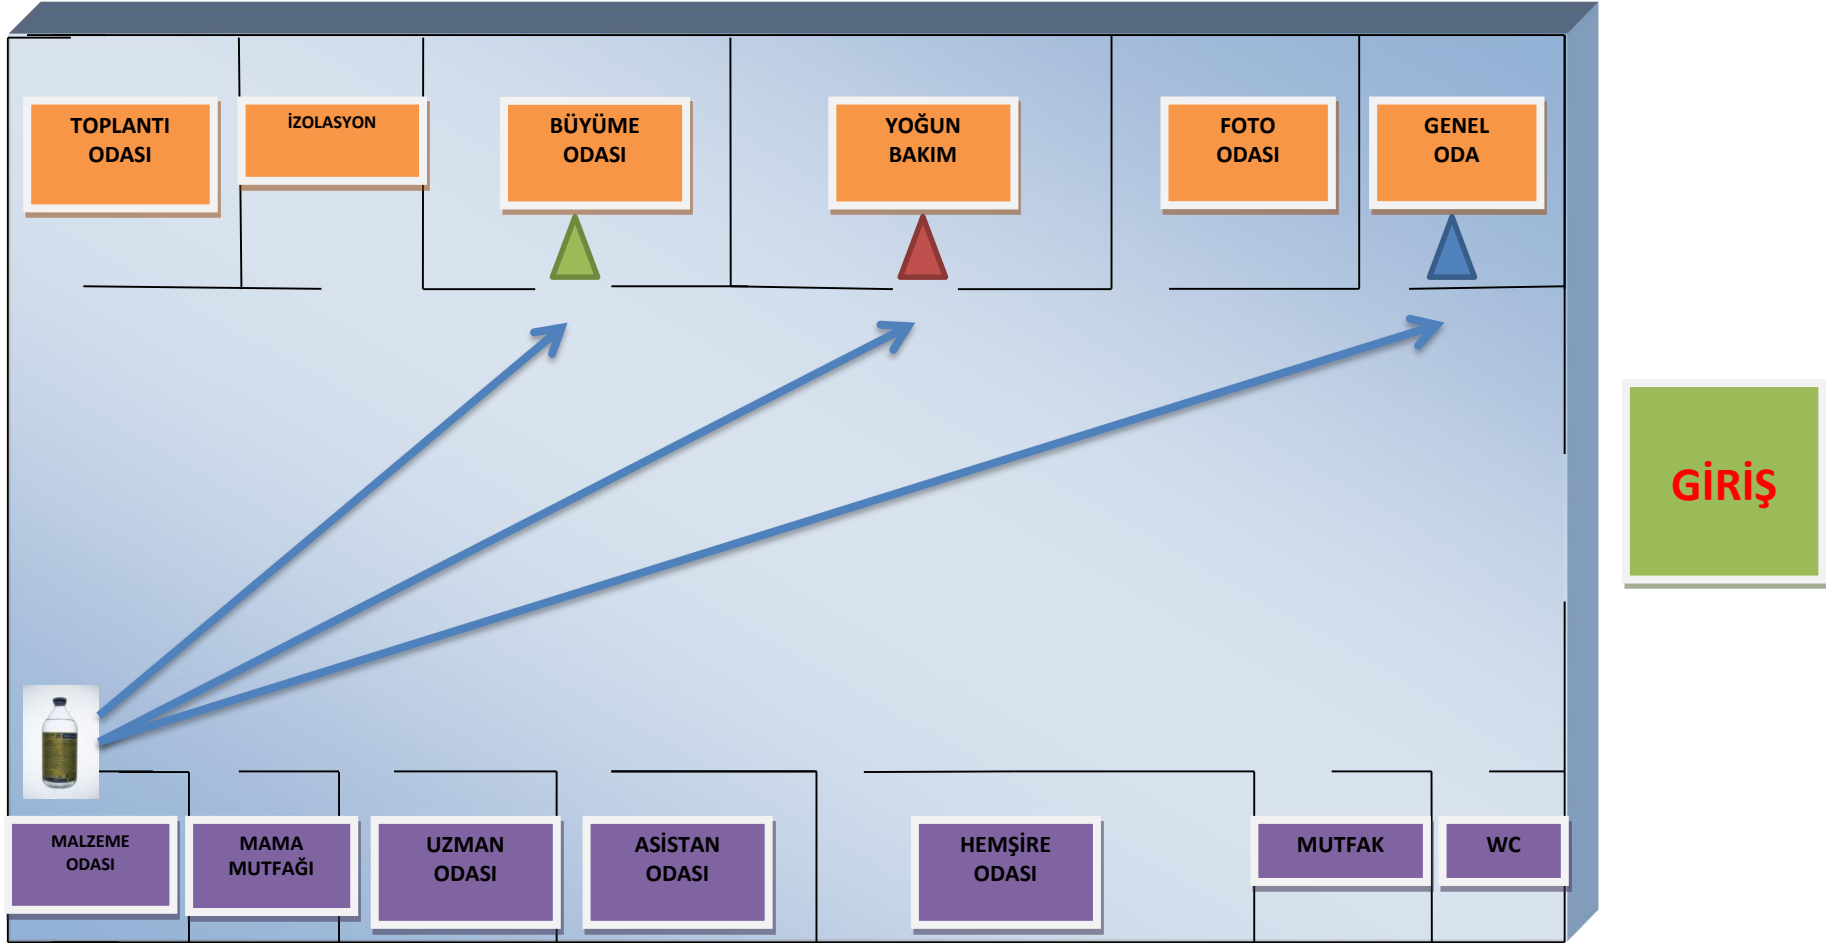 TOPLANTI
ODASI
İZOLASYON
BÜYÜME
ODASI
YOĞUN
BAKIM
FOTO
ODASI
GENEL
ODA
GİRİŞ
MALZEME
ODASI
MAMA
MUTFAĞI
UZMAN
ODASI
ASİSTAN
ODASI
HEMŞİRE
ODASI
MUTFAK
WC